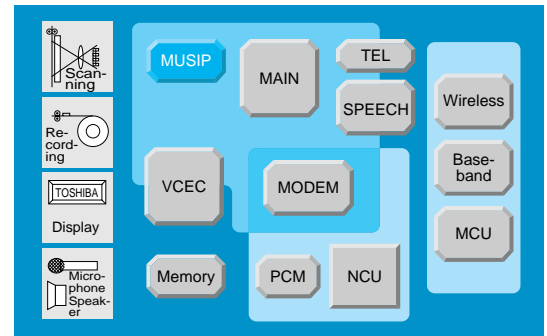 Scan-
ning
Re-
cord-
ing
TOSHIBA
Display
Micro-
phone
Speak-
er
MUSIP
MAIN
TEL
SPEECH
VCEC
MODEM
Memory
PCM
NCU
Wireless
Base-
band
MCU